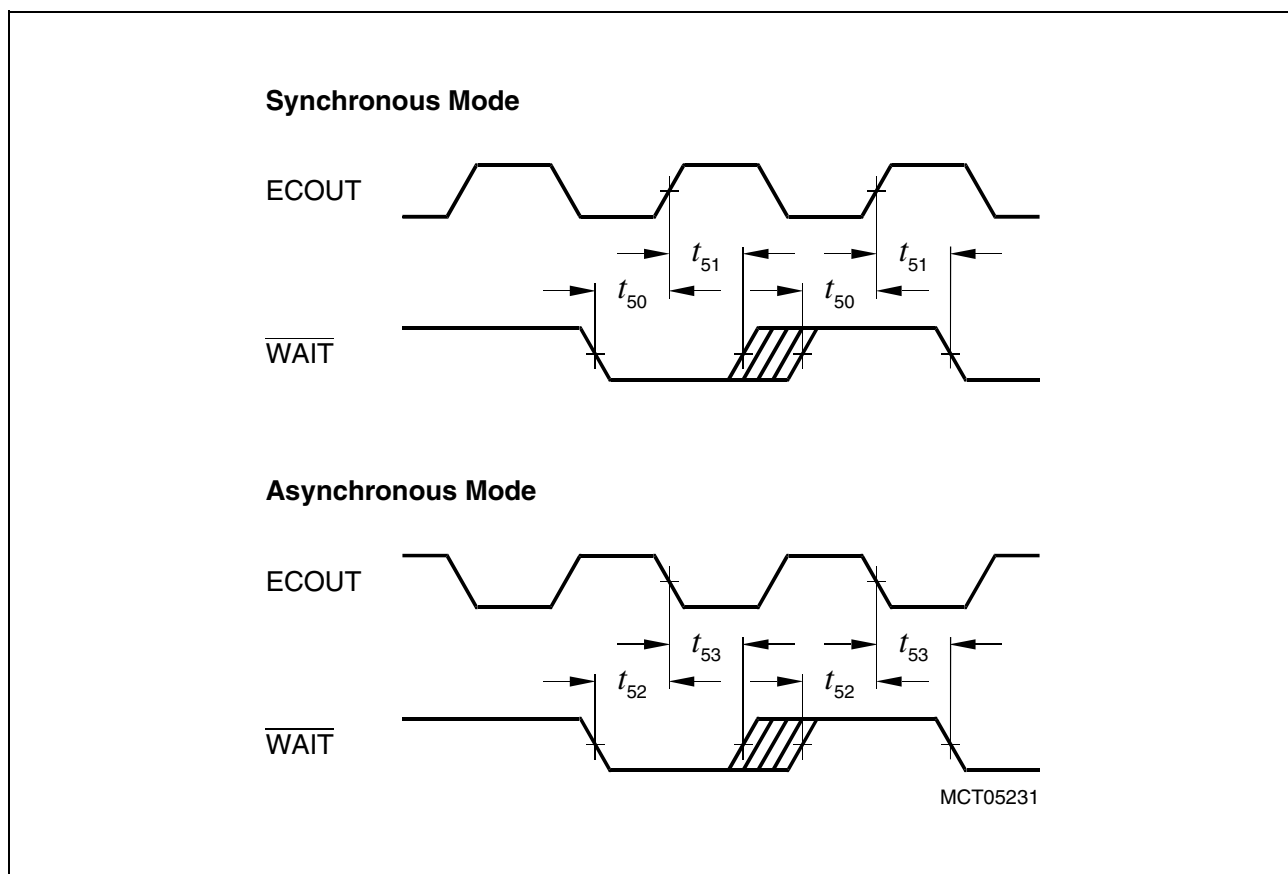 Synchronous Mode
ECOUT
t51 t51
t50 t50
WAIT
Asynchronous Mode
ECOUT
t53 t53
t52 t52
WAIT
MCT05231